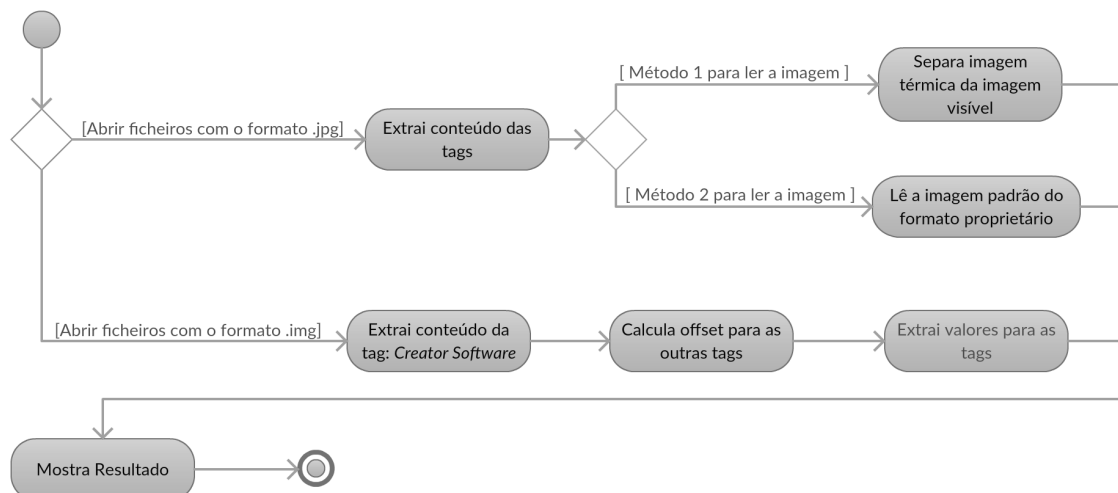 [ Método 1 para ler a imagem ]
Separa imagem
térmica da imagem
visível
[Abrir ficheiros com o formato .jpg]
Extrai conteúdo das
tags
[ Método 2 para ler a imagem ]
Lê a imagem padrão do
formato proprietário
[Abrir ficheiros com o formato .img]
Extrai conteúdo da
tag: Creator Software
Calcula offset para as
outras tags
Extrai valores para as
tags
Mostra Resultado